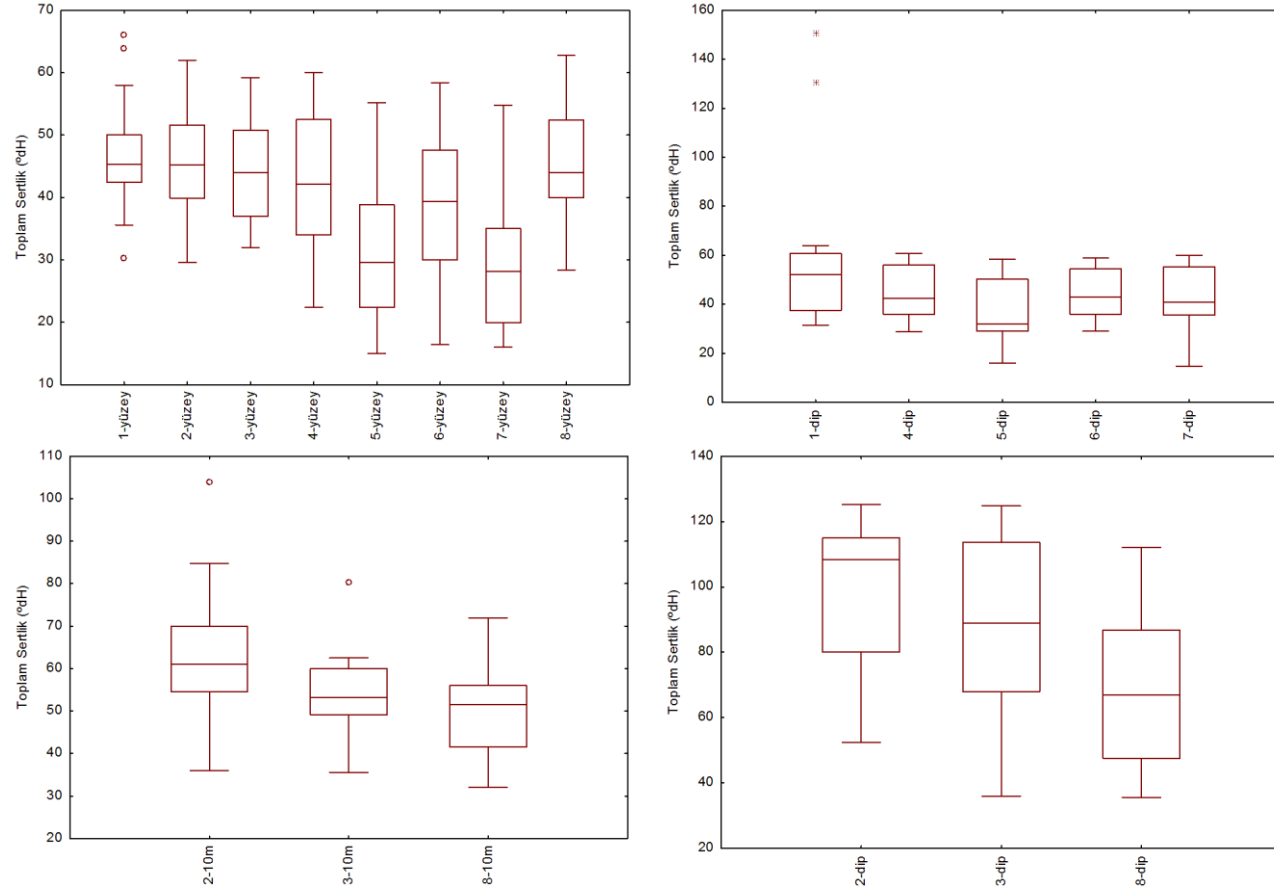 Toplam Sertlik (ºdH)
70
60
50
40
30
20
10
1-yüzey
2-yüzey
3-yüzey
4-yüzey
5-yüzey
6-yüzey
7-yüzey
8-yüzey
Toplam Sertlik (ºdH)
160
140
120
100
80
60
40
20
0
1-dip
4-dip
5-dip
6-dip
7-dip
Toplam Sertlik (ºdH)
110
100
90
80
70
60
50
40
30
20
2-10m
3-10m
8-10m
Toplam Sertlik (ºdH)
140
120
100
80
60
40
20
2-dip
3-dip
8-dip